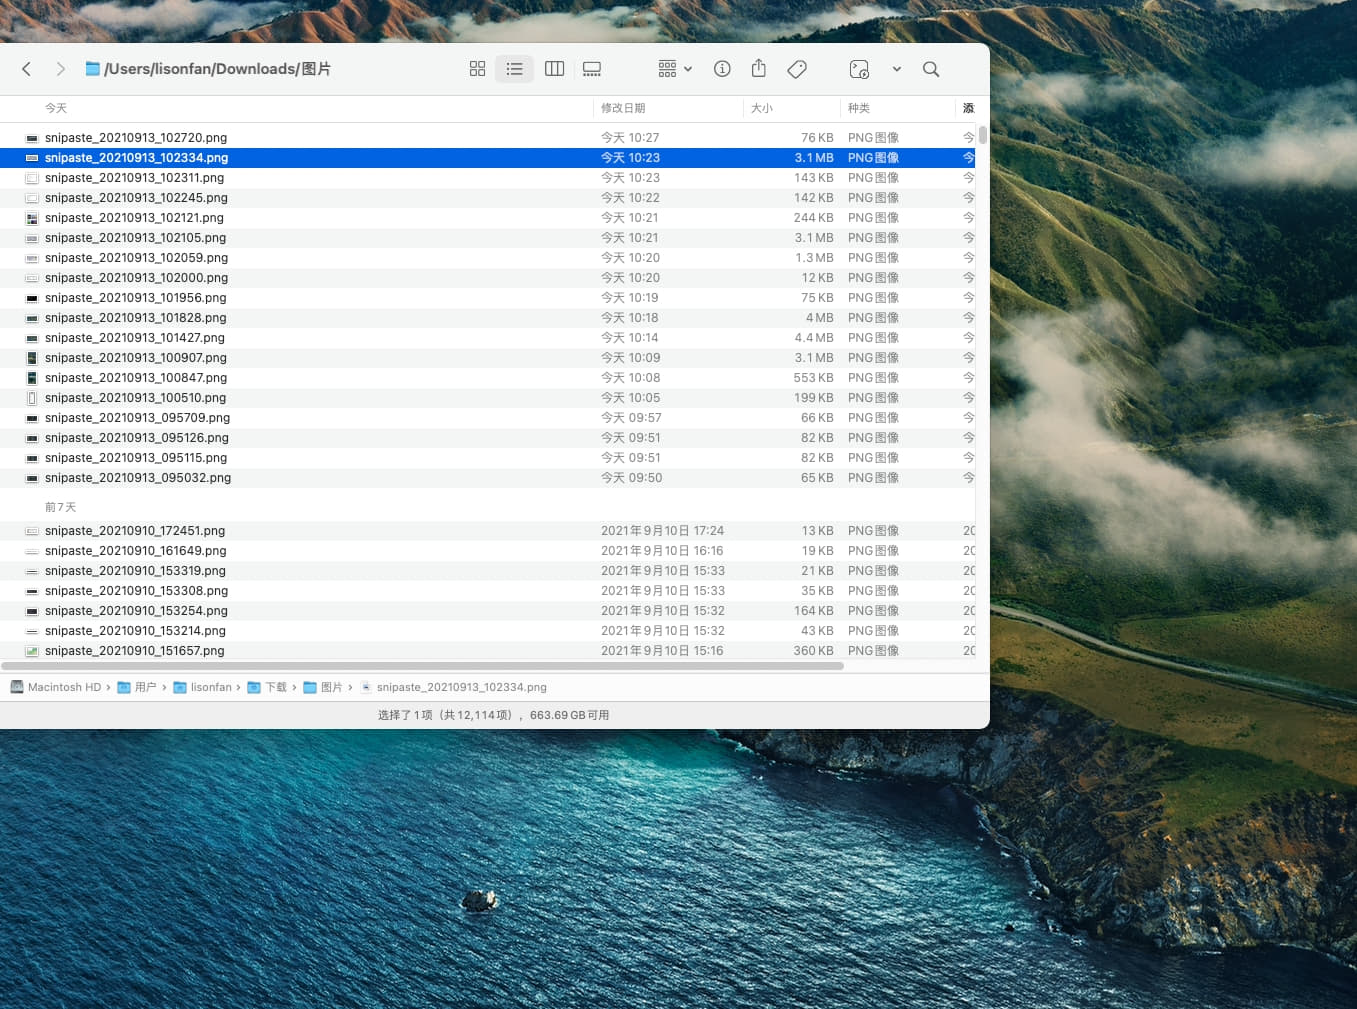 /Users/lisonfan/Downloads/图片
今天 修改日期 大小 种类 添
snipaste_20210913_102720.png 今天 10:27 76 KB PNG图像 今
snipaste_20210913_102334.png 今天 10:23 3.1 MB PNG图像 今
snipaste_20210913_102311.png 今天 10:23 143 KB PNG图像 今
snipaste_20210913_102245.png 今天 10:22 142 KB PNG图像 今
snipaste_20210913_102121.png 今天 10:21 244 KB PNG图像 今
snipaste_20210913_102105.png 今天 10:21 3.1 MB PNG图像 今
snipaste_20210913_102059.png 今天 10:20 1.3 MB PNG图像 今
snipaste_20210913_102000.png 今天 10:20 12 KB PNG图像 今
snipaste_20210913_101956.png 今天 10:19 75 KB PNG图像 今
snipaste_20210913_101828.png 今天 10:18 4 MB PNG图像 今
snipaste_20210913_101427.png 今天 10:14 4.4 MB PNG图像 今
snipaste_20210913_100907.png 今天 10:09 3.1 MB PNG图像 今
snipaste_20210913_100847.png 今天 10:08 553 KB PNG图像 今
snipaste_20210913_100510.png 今天 10:05 199 KB PNG图像 今
snipaste_20210913_095709.png 今天 09:57 66 KB PNG图像 今
snipaste_20210913_095126.png 今天 09:51 82 KB PNG图像 今
snipaste_20210913_095115.png 今天 09:51 82 KB PNG图像 今
snipaste_20210913_095032.png 今天 09:50 65 KB PNG图像 今
前7天
snipaste_20210910_172451.png 2021年9月10日 17:24 13 KB PNG图像 20
snipaste_20210910_161649.png 2021年9月10日 16:16 19 KB PNG图像 20
snipaste_20210910_153319.png 2021年9月10日 15:33 21 KB PNG图像 20
snipaste_20210910_153308.png 2021年9月10日 15:33 35 KB PNG图像 20
snipaste_20210910_153254.png 2021年9月10日 15:32 164 KB PNG图像 20
snipaste_20210910_153214.png 2021年9月10日 15:32 43 KB PNG图像 20
snipaste_20210910_151657.png 2021年9月10日 15:16 360 KB PNG图像 20
Macintosh HD › 用户 › lisonfan › 下载 › 图片 › snipaste_20210913_102334.png
选择了1项（共12,114项），663.69 GB可用